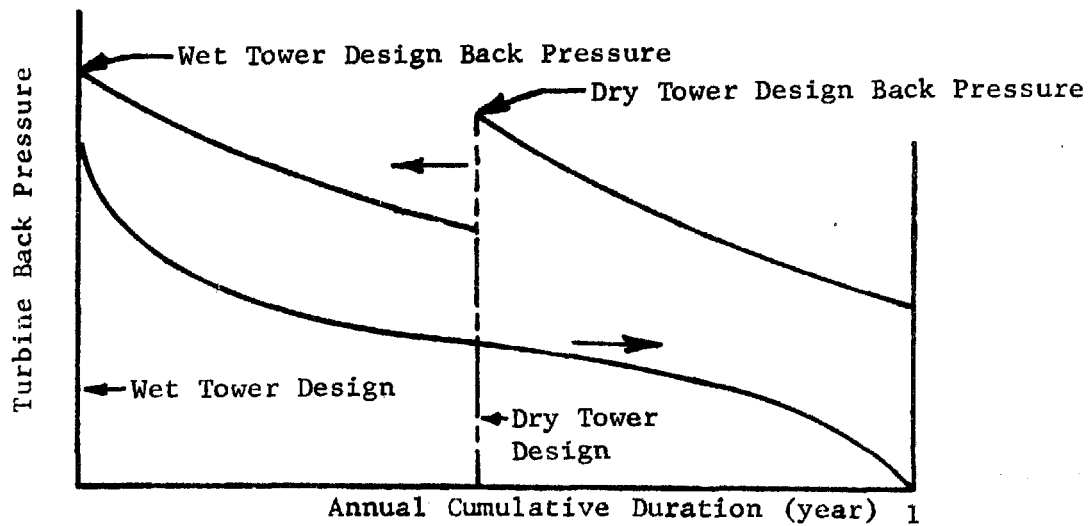 Wet Tower Design Back Pressure
Dry Tower Design Back Pressure
Turbine Back Pressure
Wet Tower Design
Dry Tower
Design
Annual Cumulative Duration (year) 1